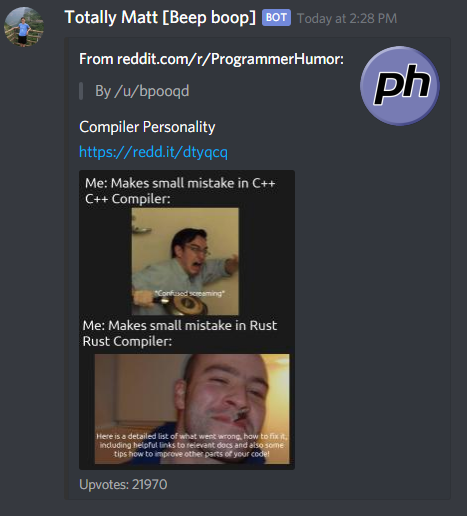 Totally Matt [Beep boop] BOT Today at 2:28 PM
From reddit.com/r/ProgrammerHumor:
ph
By /u/bpooqd
Compiler Personality
https://redd.it/dtyqcq
Me: Makes small mistake in C++
C++ Compiler:
*Confused screaming*
Me: Makes small mistake in Rust
Rust Compiler:
Here is a detailed list of what went wrong, how to fix it,
including helpful links to relevant docs and also some
tips how to improve other parts of your code!
Upvotes: 21970